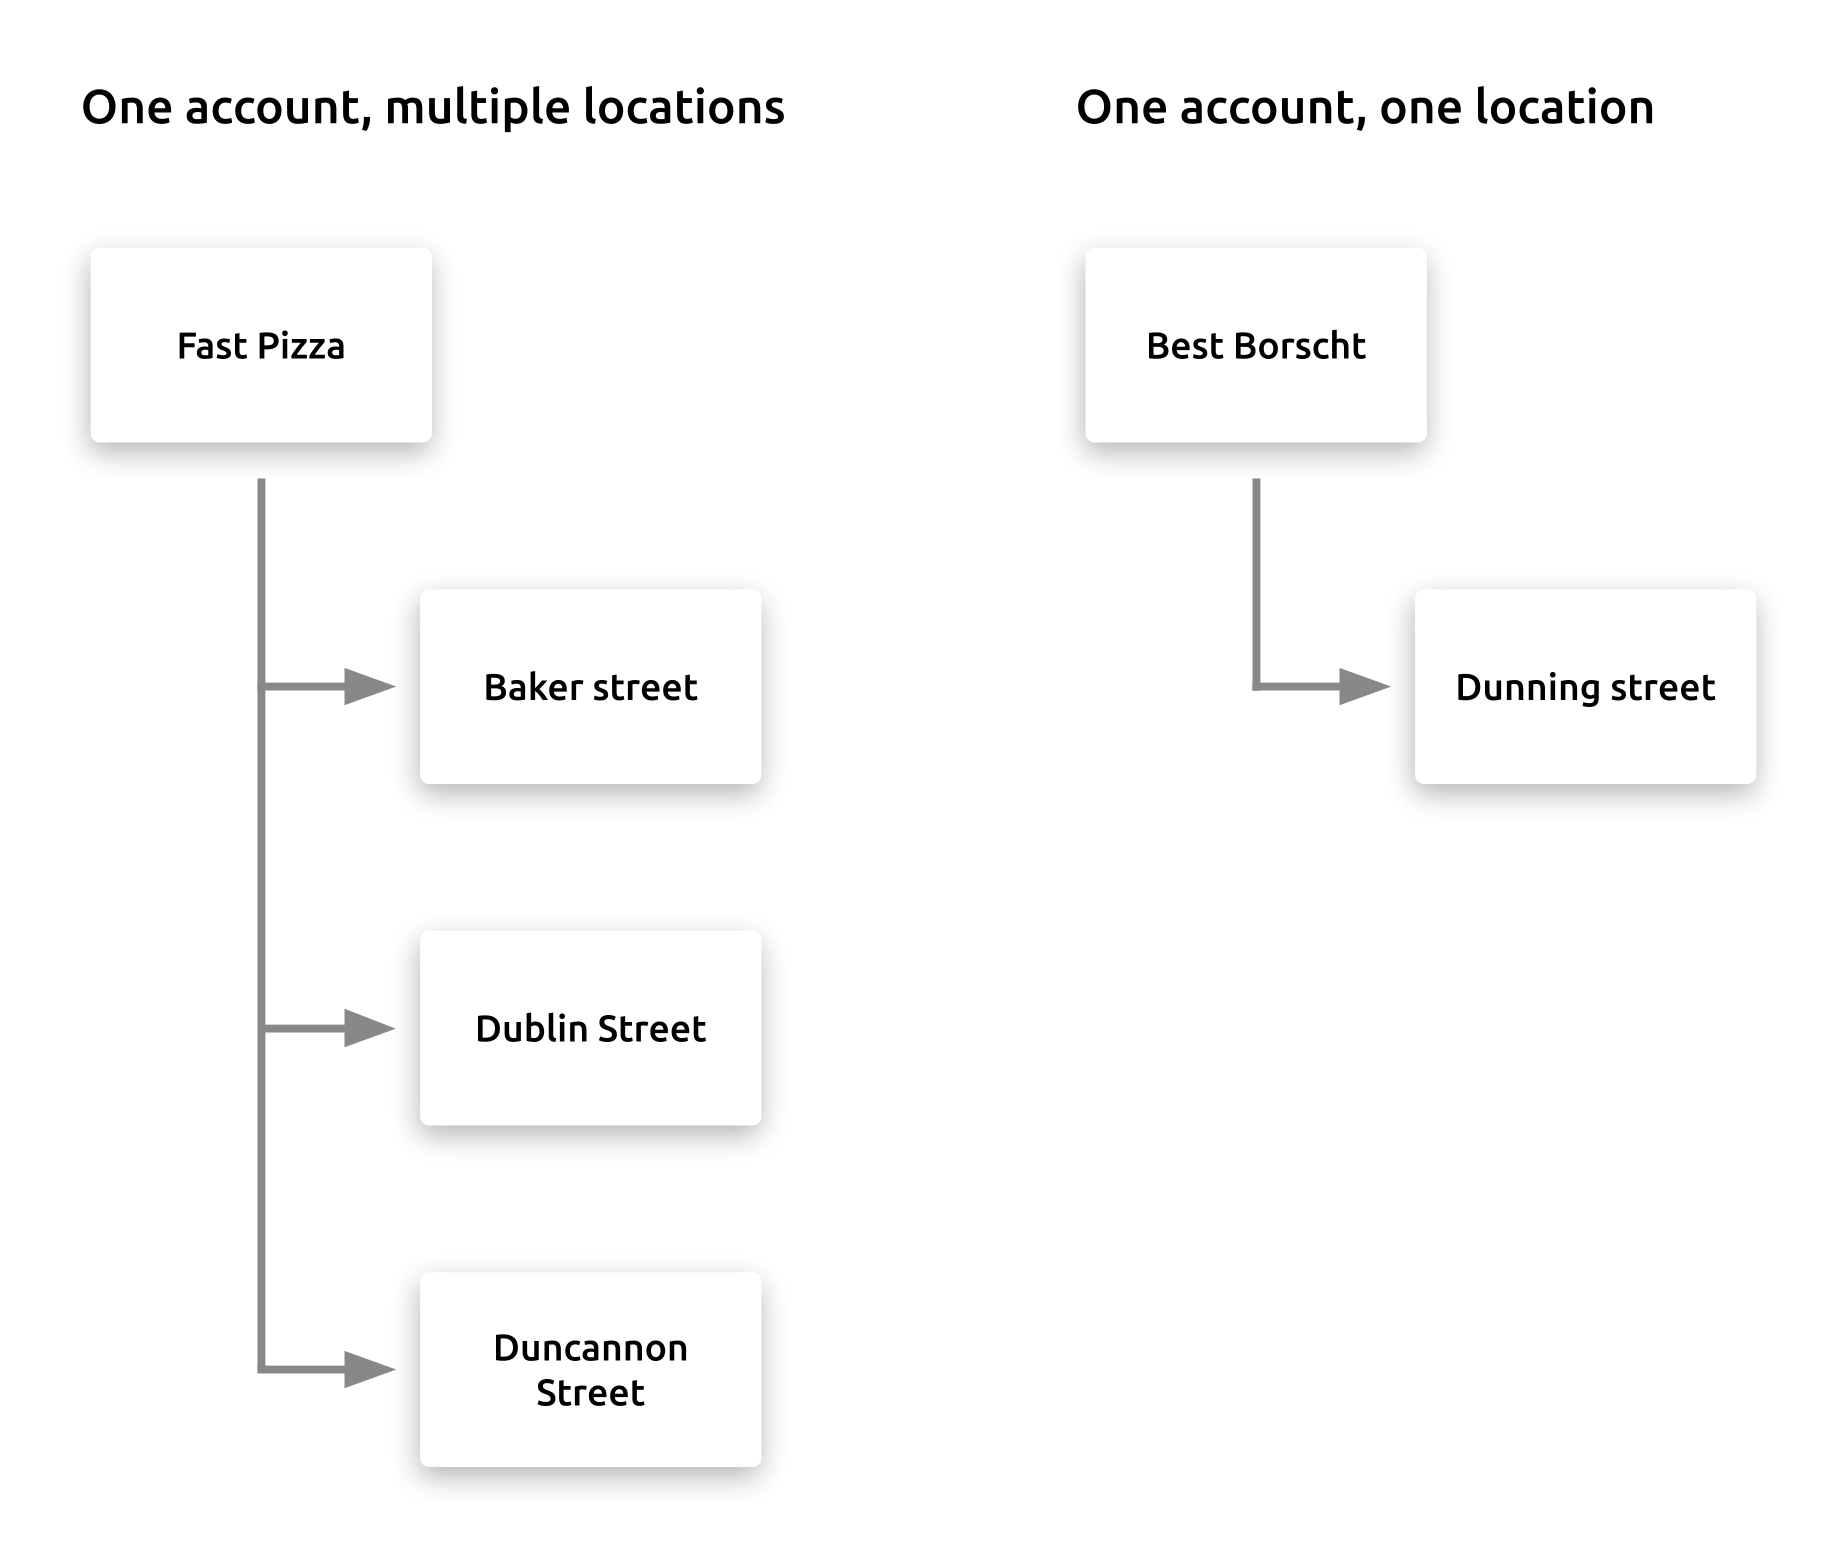 One account, multiple locations
Fast Pizza
Baker street
Dublin Street
Duncannon
Street
One account, one location
Best Borscht
Dunning street